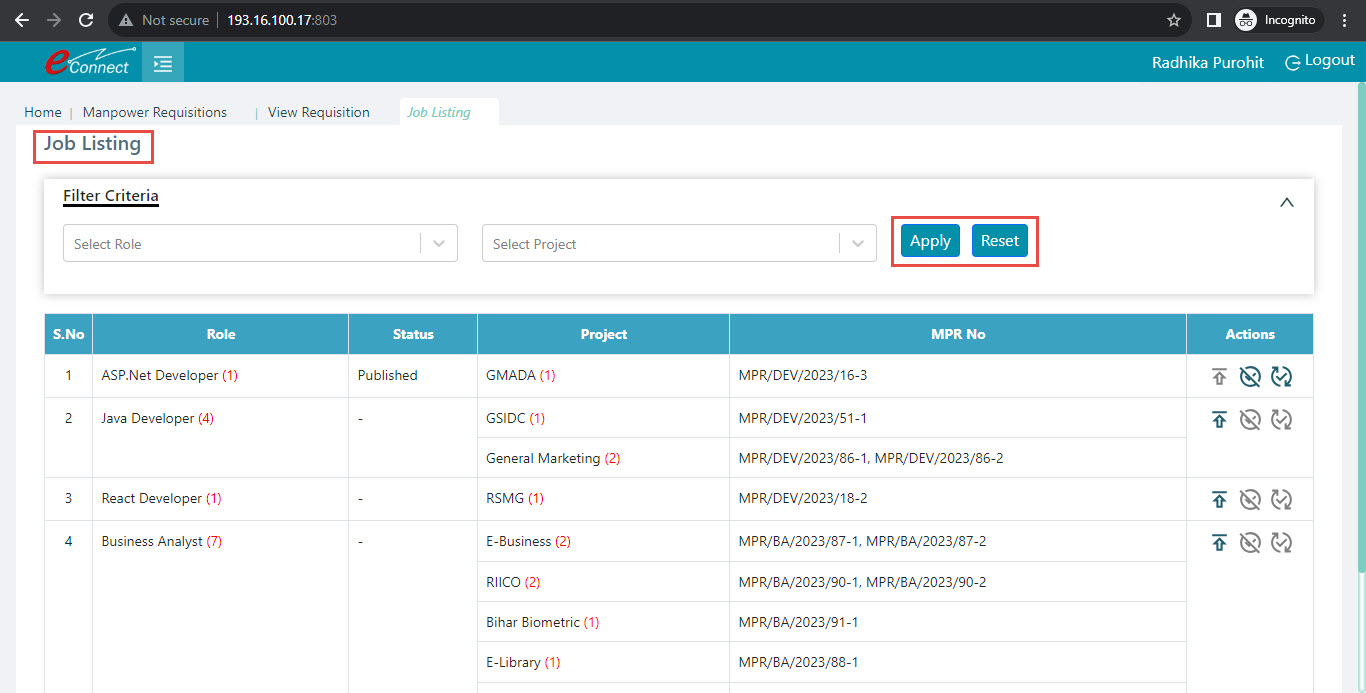 Not secure 193.16.100.17:803 Incognito
eConnect Radhika Purohit Logout
Home | Manpower Requisitions | View Requisition Job Listing
Job Listing
Filter Criteria
Select Role Select Project Apply Reset
S.No Role Status Project MPR No Actions
1 ASP.Net Developer (1) Published GMADA (1) MPR/DEV/2023/16-3
2 Java Developer (4) - GSIDC (1) MPR/DEV/2023/51-1
General Marketing (2) MPR/DEV/2023/86-1, MPR/DEV/2023/86-2
3 React Developer (1) - RSMG (1) MPR/DEV/2023/18-2
4 Business Analyst (7) - E-Business (2) MPR/BA/2023/87-1, MPR/BA/2023/87-2
RIICO (2) MPR/BA/2023/90-1, MPR/BA/2023/90-2
Bihar Biometric (1) MPR/BA/2023/91-1
E-Library (1) MPR/BA/2023/88-1